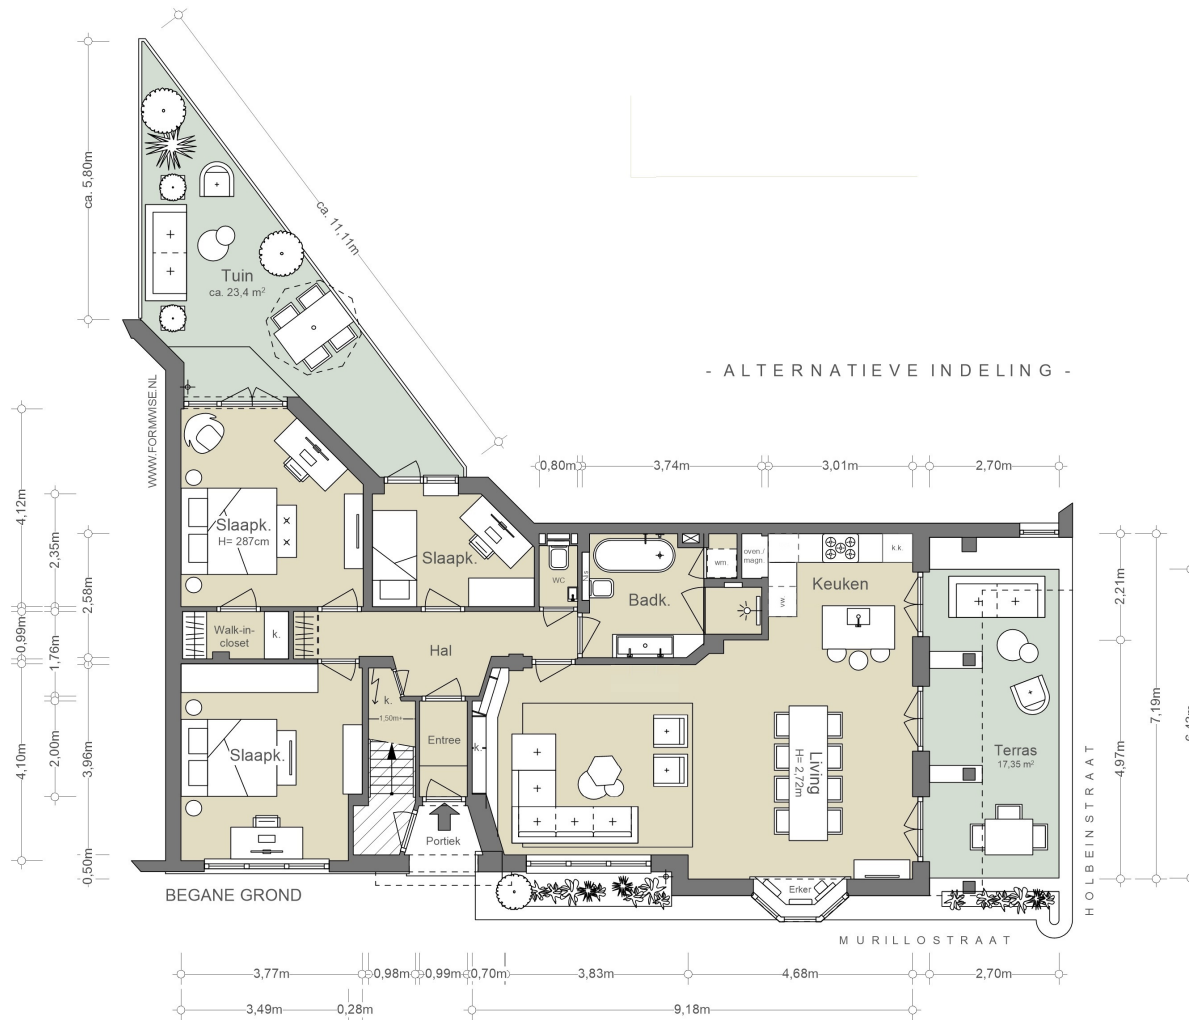 ca. 5,80m
ca. 11,11m
Tuin
ca. 23,4 m²
- ALTERNATIEVE INDELING -
WWW.FORMWISE.NL
0,80m
3,74m
3,01m
2,70m
4,12m
2,35m
2,58m
0,99m
1,76m
4,10m
2,00m
3,96m
0,50m
Slaapk.
H= 287cm
Slaapk.
WC
Badk.
wm.
oven./
magn.
k.k
vw.
Keuken
Walk-in-
closet
k.
Hal
k.
1,50m+
Entree
k.
Slaapk.
Living
H= 2,72m
Terras
17,35 m²
Portiek
Erker
2,21m
4,97m
7,19m
HOLBEINSTRAAT
BEGANE GROND
MURILLOSTRAAT
3,77m
0,98m
0,99m
0,70m
3,83m
4,68m
2,70m
3,49m
0,28m
9,18m